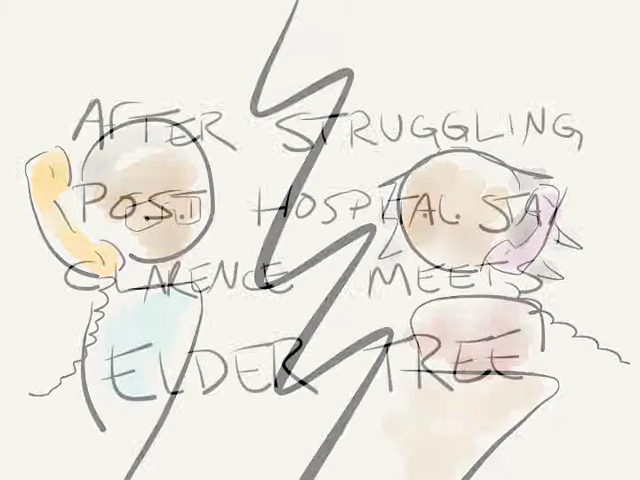 AFTER STRUGGLING
POST HOSPITAL STAY
CLARENCE MEETS
ELDER TREE